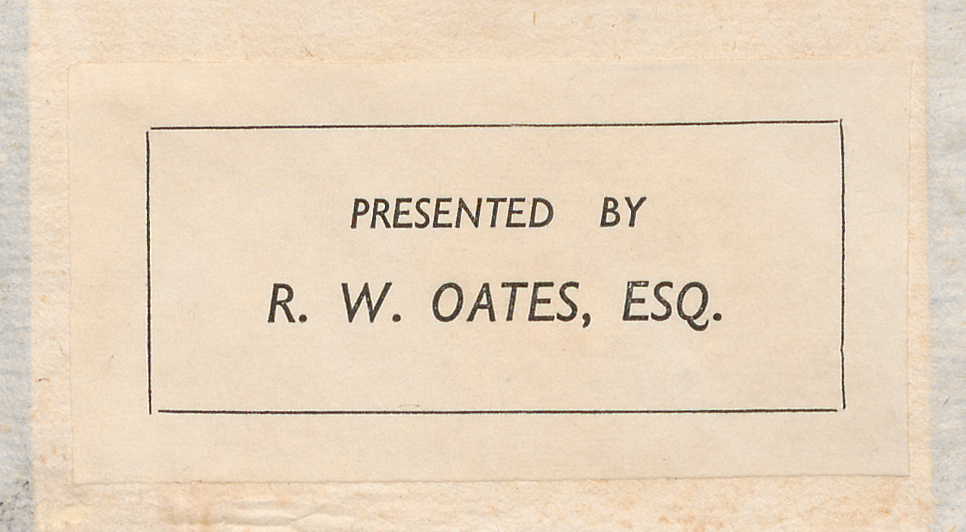 PRESENTED BY
R. W. OATES, ESQ.